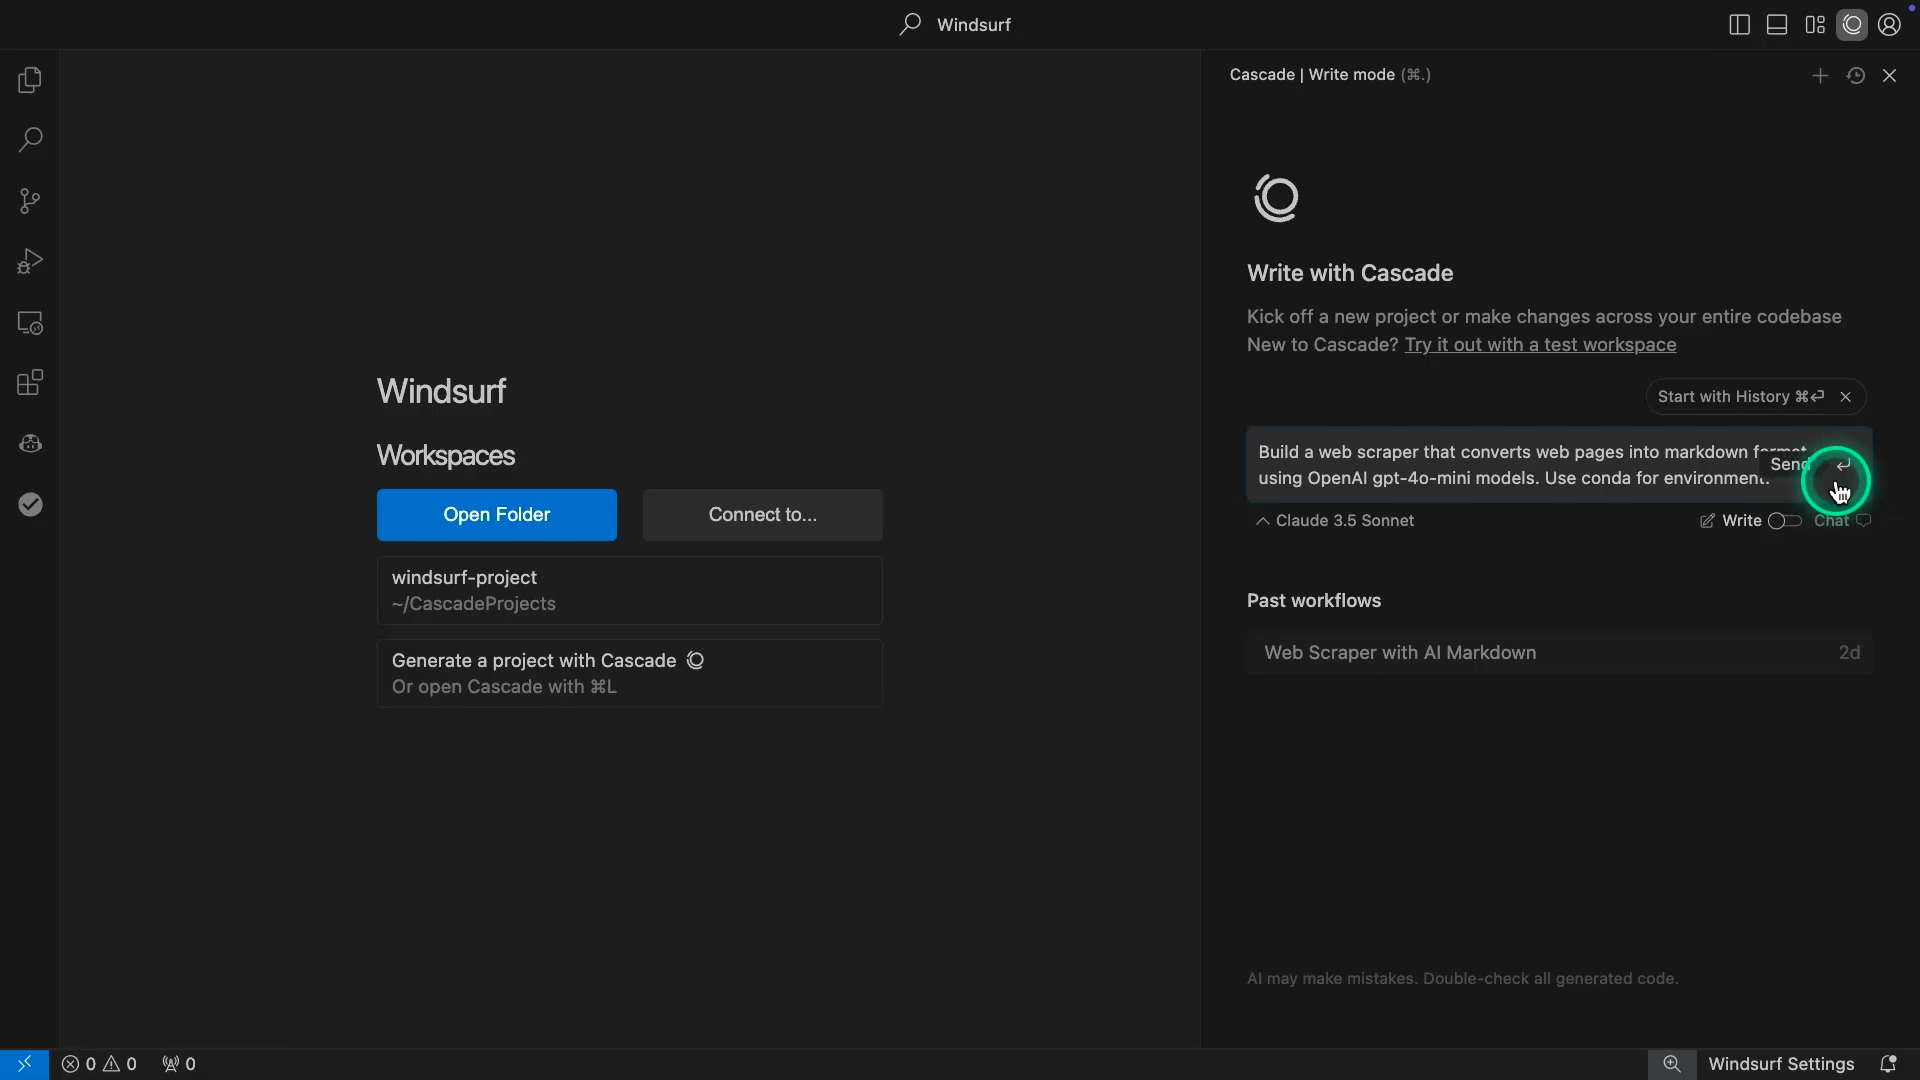 Windsurf
Cascade | Write mode (⌘.)
Write with Cascade
Kick off a new project or make changes across your entire codebase
New to Cascade? Try it out with a test workspace
Start with History ⌘⏎
Build a web scraper that converts web pages into markdown format
Send ⏎
using OpenAI gpt-4o-mini models. Use conda for environment.
Claude 3.5 Sonnet
Write
Chat
Past workflows
Web Scraper with AI Markdown 2d
AI may make mistakes. Double-check all generated code.
Windsurf
Workspaces
Open Folder
Connect to...
windsurf-project
~/CascadeProjects
Generate a project with Cascade
Or open Cascade with ⌘L
0 0 0
Windsurf Settings